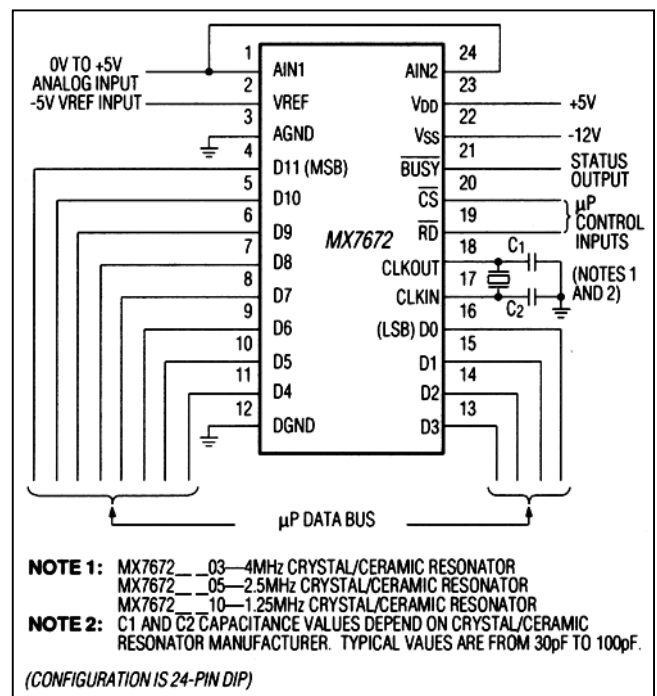 0V TO +5V
ANALOG INPUT
-5V VREF INPUT
1
AIN1
2
VREF
3
AGND
4
D11 (MSB)
5
D10
6
D9
7
D8
8
D7
9
D6
10
D5
11
D4
12
DGND
MX7672
24
AIN2
23
VDD
+5V
22
VSS
-12V
21
BUSY
STATUS
OUTPUT
20
CS
19
RD
µP
CONTROL
INPUTS
18
CLKOUT
C1
17
CLKIN
C2
(NOTES 1
AND 2)
16
(LSB) D0
15
D1
14
D2
13
D3
µP DATA BUS
NOTE 1: MX7672_ _03—4MHz CRYSTAL/CERAMIC RESONATOR
MX7672_ _05—2.5MHz CRYSTAL/CERAMIC RESONATOR
MX7672_ _10—1.25MHz CRYSTAL/CERAMIC RESONATOR
NOTE 2: C1 AND C2 CAPACITANCE VALUES DEPEND ON CRYSTAL/CERAMIC
RESONATOR MANUFACTURER. TYPICAL VAUES ARE FROM 30pF TO 100pF.
(CONFIGURATION IS 24-PIN DIP)